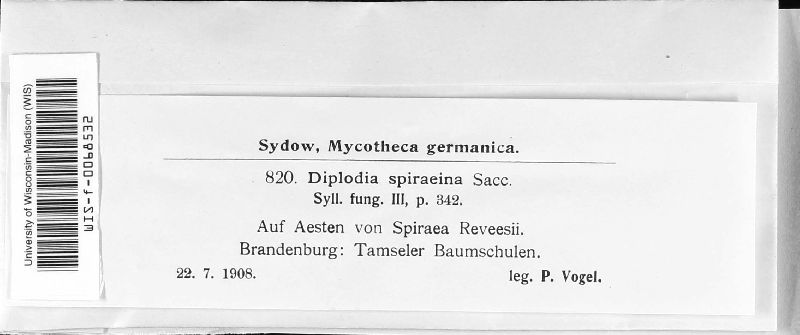 Sydow, Mycotheca germanica.
820. Diplodia spiraeina Sacc.
Syll. fung. III, p. 342.
Auf Aesten von Spiraea Reveesii.
Brandenburg: Tamseler Baumschulen.
22. 7. 1908. leg. P. Vogel.
University of Wisconsin-Madison (WIS)
WIS-f-0068532